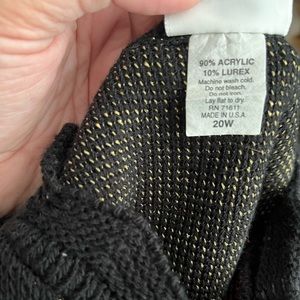 90% ACRYLIC
10% LUREX
Machine wash cold.
Do not bleach.
Do not iron.
Lay flat to dry.
RN 71611
MADE IN U.S.A.
20W